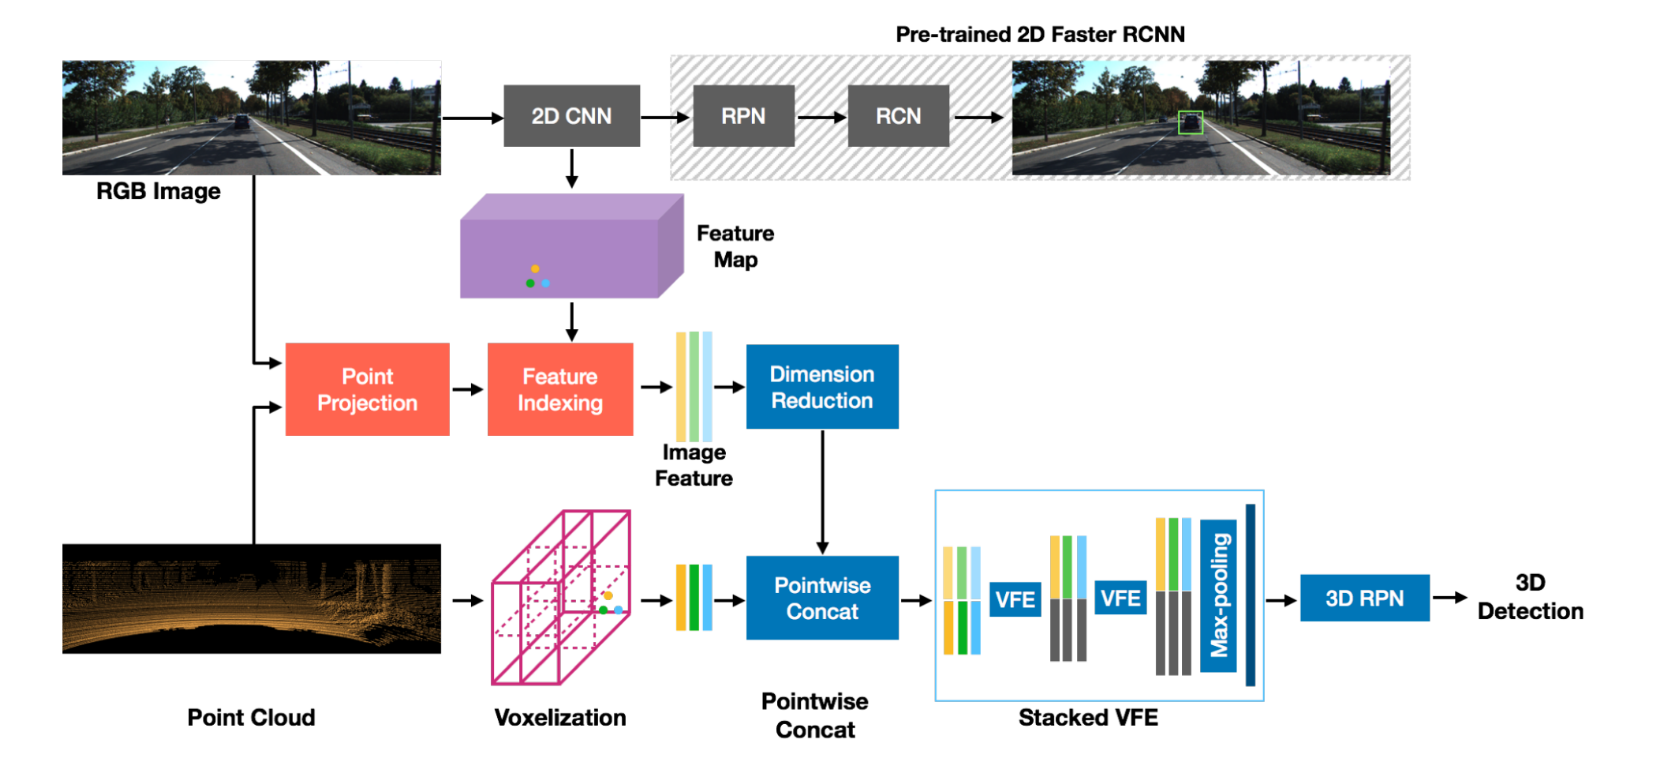 Pre-trained 2D Faster RCNN
2D CNN
RPN
RCN
RGB Image
Feature
Map
Point
Projection
Feature
Indexing
Dimension
Reduction
Image
Feature
Pointwise
Concat
VFE
VFE
Max-pooling
3D RPN
3D
Detection
Point Cloud
Voxelization
Pointwise
Concat
Stacked VFE